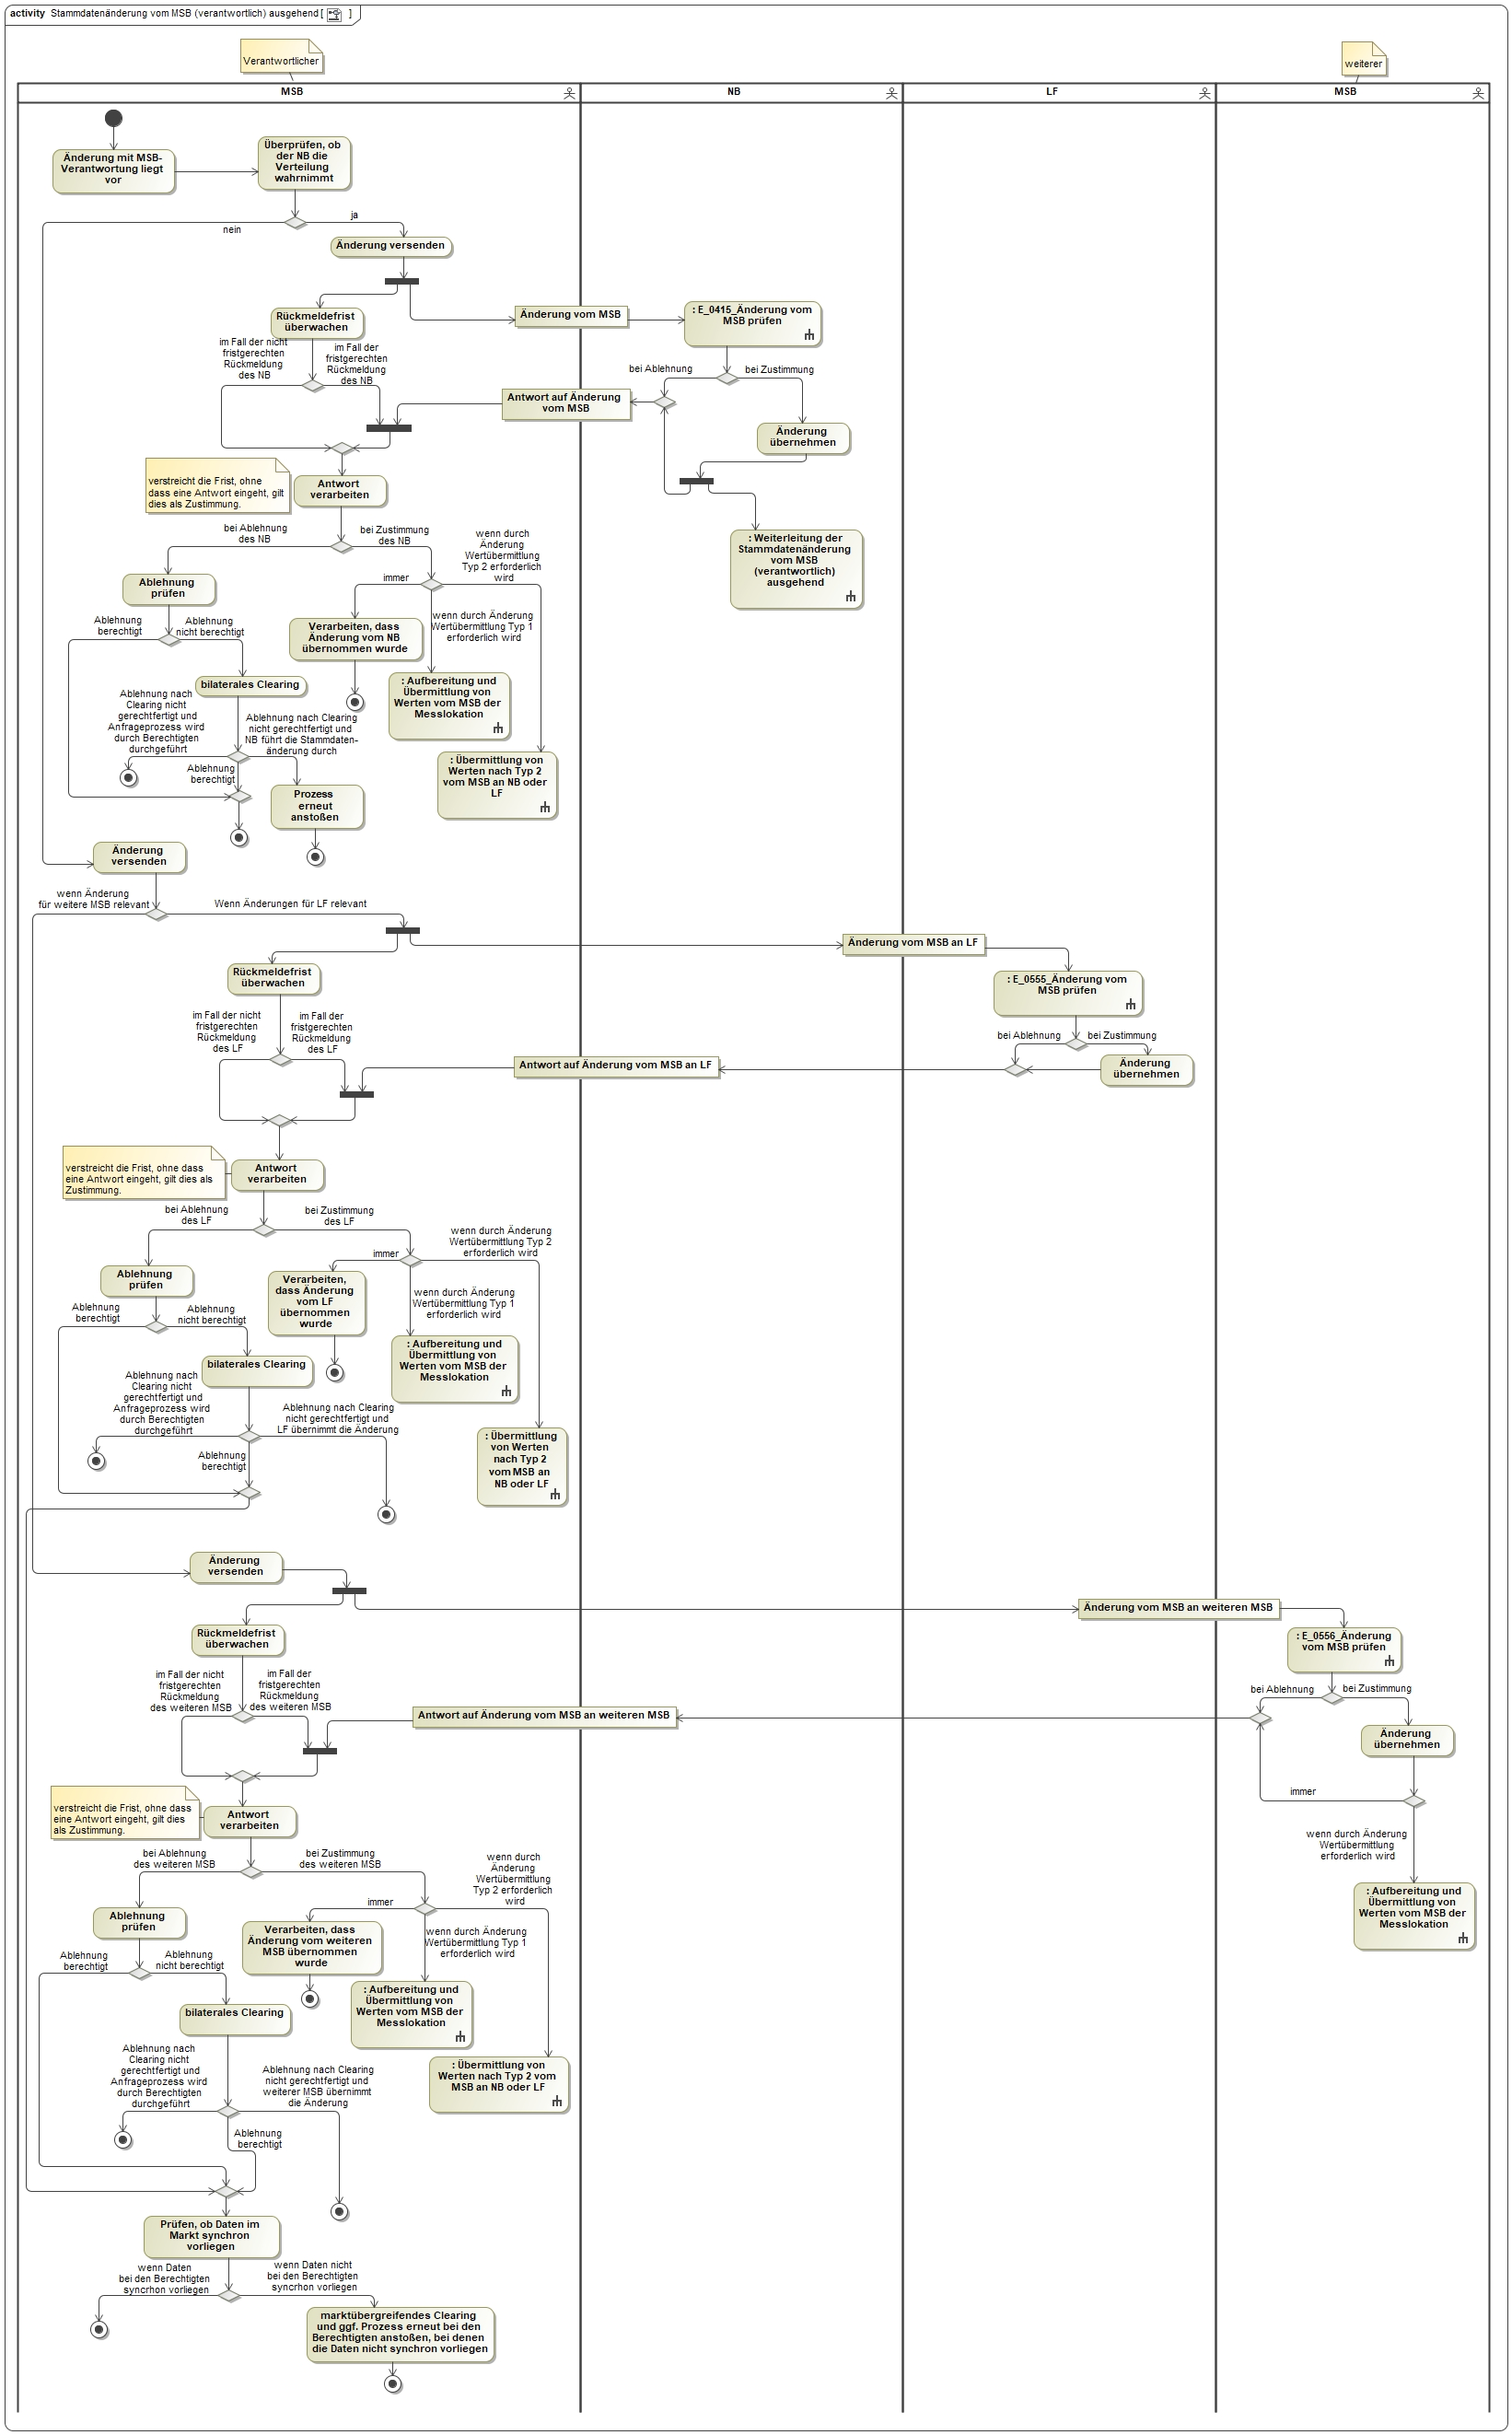 activity Stammdatenänderung vom MSB (verantwortlich) ausgehend [ ]
Verantwortlicher
weiterer
MSB
NB
LF
MSB
Änderung mit MSB-
Verantwortung liegt
vor
Überprüfen, ob
der NB die
Verteilung
wahrnimmt
ja
nein
Änderung versenden
Rückmeldefrist
überwachen
Änderung vom MSB
: E_0415_Änderung vom
MSB prüfen
im Fall der nicht
fristgerechten
Rückmeldung
des NB
im Fall der
fristgerechten
Rückmeldung
des NB
bei Ablehnung
bei Zustimmung
Antwort auf Änderung
vom MSB
Änderung
übernehmen
verstreicht die Frist, ohne
dass eine Antwort eingeht, gilt
dies als Zustimmung.
Antwort
verarbeiten
: Weiterleitung der
Stammdatenänderung
vom MSB
(verantwortlich)
ausgehend
bei Ablehnung
des NB
bei Zustimmung
des NB
wenn durch
Änderung
Wertübermittlung
Typ 2 erforderlich
wird
immer
Ablehnung
prüfen
wenn durch Änderung
Wertübermittlung Typ 1
erforderlich wird
Verarbeiten, dass
Änderung vom NB
übernommen wurde
Ablehnung
berechtigt
Ablehnung
nicht berechtigt
bilaterales Clearing
: Aufbereitung und
Übermittlung von
Werten vom MSB der
Messlokation
Ablehnung nach
Clearing nicht
gerechtfertigt und
Anfrageprozess wird
durch Berechtigten
durchgeführt
Ablehnung nach Clearing
nicht gerechtfertigt und
NB führt die Stammdaten-
änderung durch
Ablehnung
berechtigt
: Übermittlung von
Werten nach Typ 2
vom MSB an NB oder
LF
Prozess
erneut
anstoßen
Änderung
versenden
wenn Änderung
für weitere MSB relevant
Wenn Änderungen für LF relevant
Änderung vom MSB an LF
Rückmeldefrist
überwachen
: E_0555_Änderung vom
MSB prüfen
im Fall der nicht
fristgerechten
Rückmeldung
des LF
im Fall der
fristgerechten
Rückmeldung
des LF
bei Ablehnung
bei Zustimmung
Antwort auf Änderung vom MSB an LF
Änderung
übernehmen
verstreicht die Frist, ohne dass
eine Antwort eingeht, gilt dies als
Zustimmung.
Antwort
verarbeiten
bei Ablehnung
des LF
bei Zustimmung
des LF
wenn durch Änderung
Wertübermittlung Typ 2
erforderlich wird
immer
Ablehnung
prüfen
Verarbeiten,
dass Änderung
vom LF
übernommen
wurde
wenn durch Änderung
Wertübermittlung Typ 1
erforderlich wird
Ablehnung
berechtigt
Ablehnung
nicht berechtigt
bilaterales Clearing
: Aufbereitung und
Übermittlung von
Werten vom MSB der
Messlokation
Ablehnung nach
Clearing nicht
gerechtfertigt und
Anfrageprozess wird
durch Berechtigten
durchgeführt
Ablehnung nach Clearing
nicht gerechtfertigt und
LF übernimmt die Änderung
Ablehnung
berechtigt
: Übermittlung
von Werten
nach Typ 2
vom MSB an
NB oder LF
Änderung
versenden
Änderung vom MSB an weiteren MSB
Rückmeldefrist
überwachen
: E_0556_Änderung
vom MSB prüfen
im Fall der nicht
fristgerechten
Rückmeldung
des weiteren MSB
im Fall der
fristgerechten
Rückmeldung
des weiteren MSB
bei Ablehnung
bei Zustimmung
Antwort auf Änderung vom MSB an weiteren MSB
Änderung
übernehmen
immer
verstreicht die Frist, ohne dass
eine Antwort eingeht, gilt dies
als Zustimmung.
Antwort
verarbeiten
wenn durch Änderung
Wertübermittlung
erforderlich wird
: Aufbereitung und
Übermittlung von
Werten vom MSB der
Messlokation
bei Ablehnung
des weiteren MSB
bei Zustimmung
des weiteren MSB
wenn durch
Änderung
Wertübermittlung
Typ 2 erforderlich
wird
immer
Ablehnung
prüfen
Verarbeiten, dass
Änderung vom weiteren
MSB übernommen
wurde
wenn durch Änderung
Wertübermittlung Typ 1
erforderlich wird
Ablehnung
berechtigt
Ablehnung
nicht berechtigt
bilaterales Clearing
: Aufbereitung und
Übermittlung von
Werten vom MSB der
Messlokation
Ablehnung nach
Clearing nicht
gerechtfertigt und
Anfrageprozess wird
durch Berechtigten
durchgeführt
Ablehnung nach Clearing
nicht gerechtfertigt und
weiterer MSB übernimmt
die Änderung
: Übermittlung von
Werten nach Typ 2 vom
MSB an NB oder LF
Ablehnung
berechtigt
Prüfen, ob Daten im
Markt synchron
vorliegen
wenn Daten
bei den Berechtigten
syncrhon vorliegen
wenn Daten nicht
bei den Berechtigten
syncrhon vorliegen
marktübergreifendes Clearing
und ggf. Prozess erneut bei den
Berechtigten anstoßen, bei denen
die Daten nicht synchron vorliegen